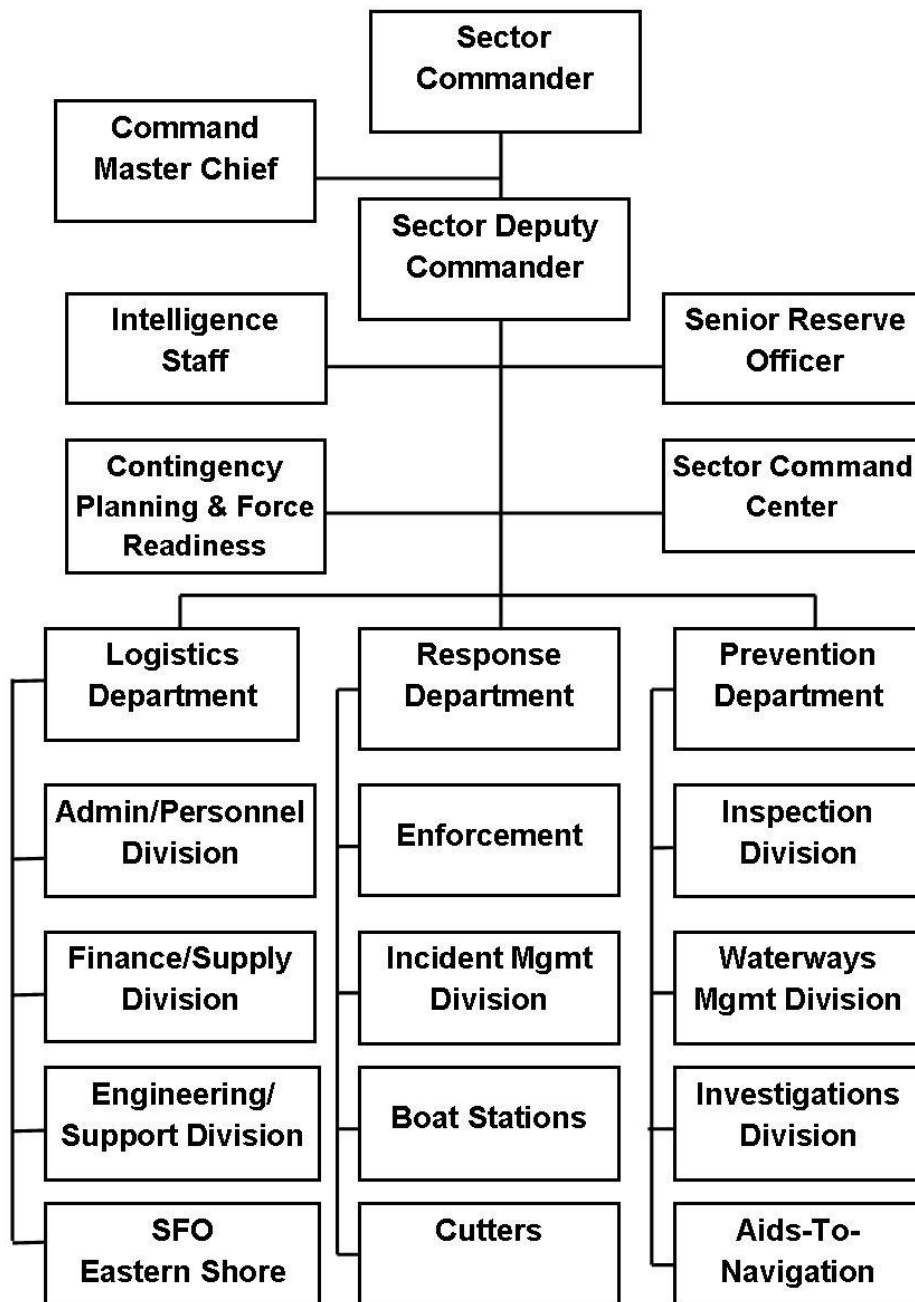 Sector
Commander
Command
Master Chief
Sector Deputy
Commander
Intelligence
Staff
Senior Reserve
Officer
Contingency
Planning & Force
Readiness
Sector Command
Center
Logistics
Department
Response
Department
Prevention
Department
Admin/Personnel
Division
Enforcement
Inspection
Division
Finance/Supply
Division
Incident Mgmt
Division
Waterways
Mgmt Division
Engineering/
Support Division
Boat Stations
Investigations
Division
SFO
Eastern Shore
Cutters
Aids-To-
Navigation